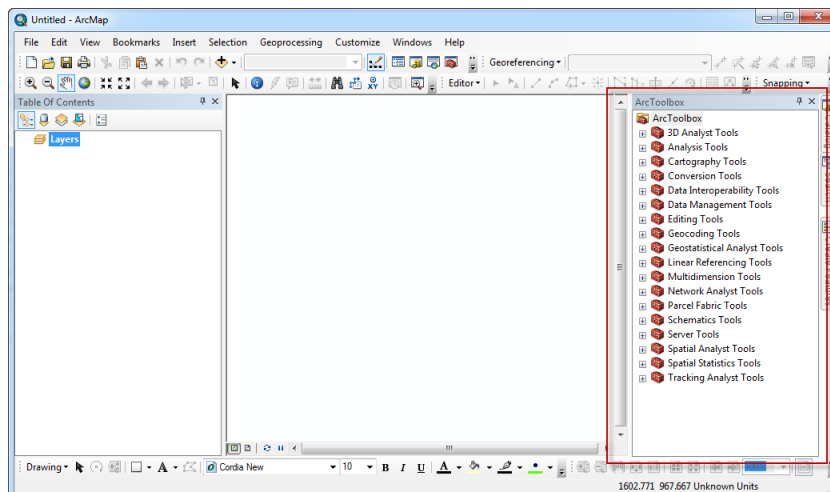 Untitled - ArcMap
File Edit View Bookmarks Insert Selection Geoprocessing Customize Windows Help
Georeferencing
Editor Snapping
Table Of Contents
Layers
ArcToolbox
ArcToolbox
3D Analyst Tools
Analysis Tools
Cartography Tools
Conversion Tools
Data Interoperability Tools
Data Management Tools
Editing Tools
Geocoding Tools
Geostatistical Analyst Tools
Linear Referencing Tools
Multidimension Tools
Network Analyst Tools
Parcel Fabric Tools
Schematics Tools
Server Tools
Spatial Analyst Tools
Spatial Statistics Tools
Tracking Analyst Tools
Drawing A Cordia New 10 B I U A
1602.771 967.667 Unknown Units